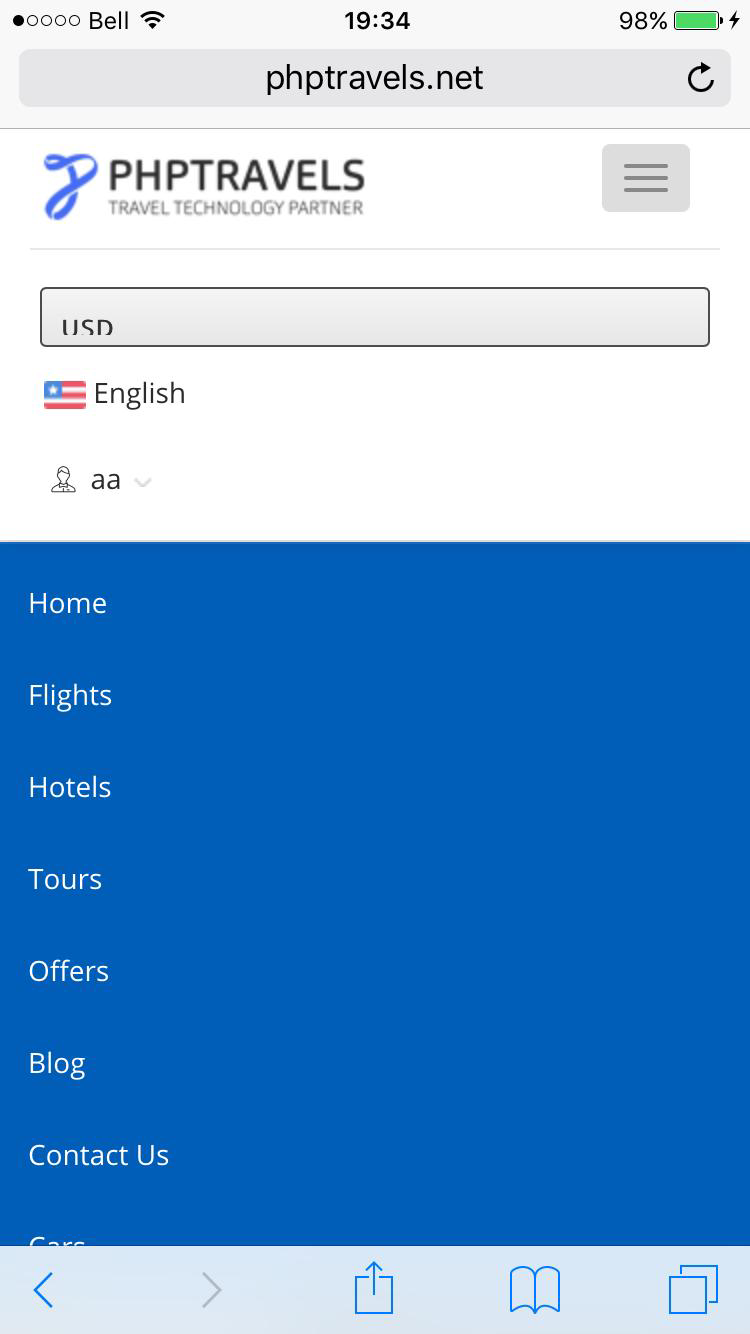 Bell 19:34 98%
phptravels.net
PHPTRAVELS
TRAVEL TECHNOLOGY PARTNER
USD
English
aa
Home
Flights
Hotels
Tours
Offers
Blog
Contact Us
Cars